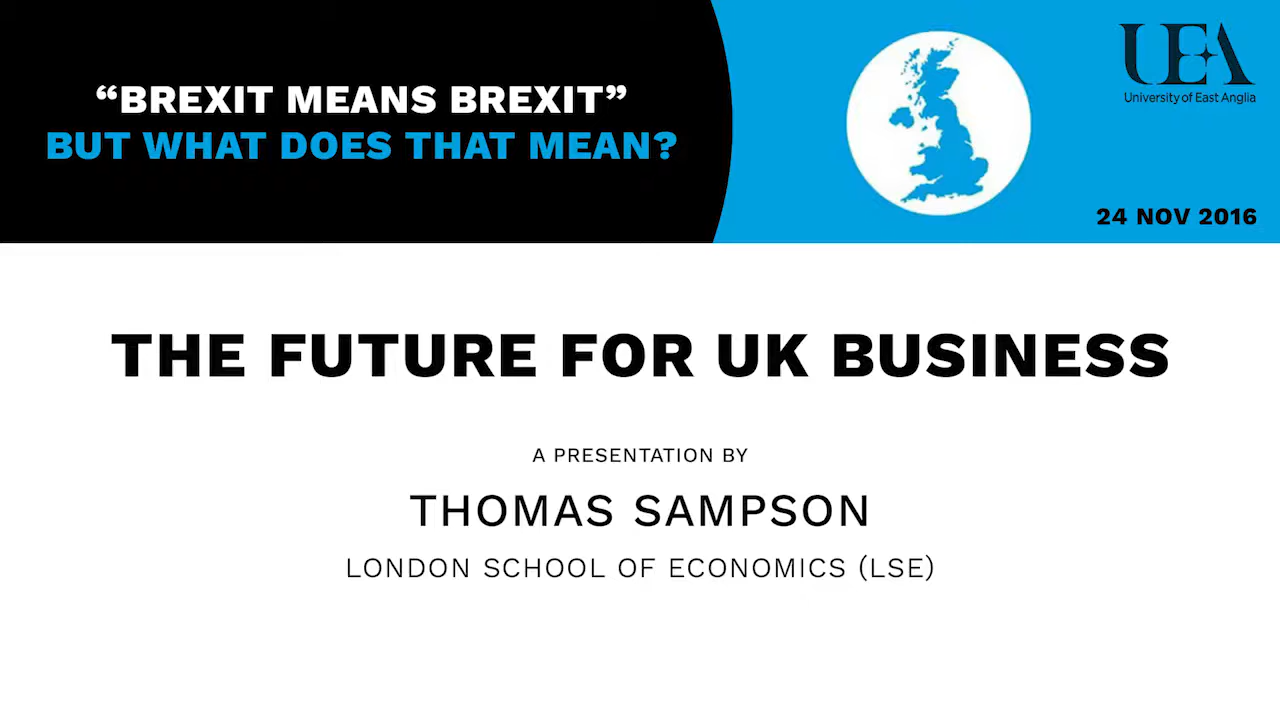 “BREXIT MEANS BREXIT”
BUT WHAT DOES THAT MEAN?
UEA
University of East Anglia
24 NOV 2016
THE FUTURE FOR UK BUSINESS
A PRESENTATION BY
THOMAS SAMPSON
LONDON SCHOOL OF ECONOMICS (LSE)